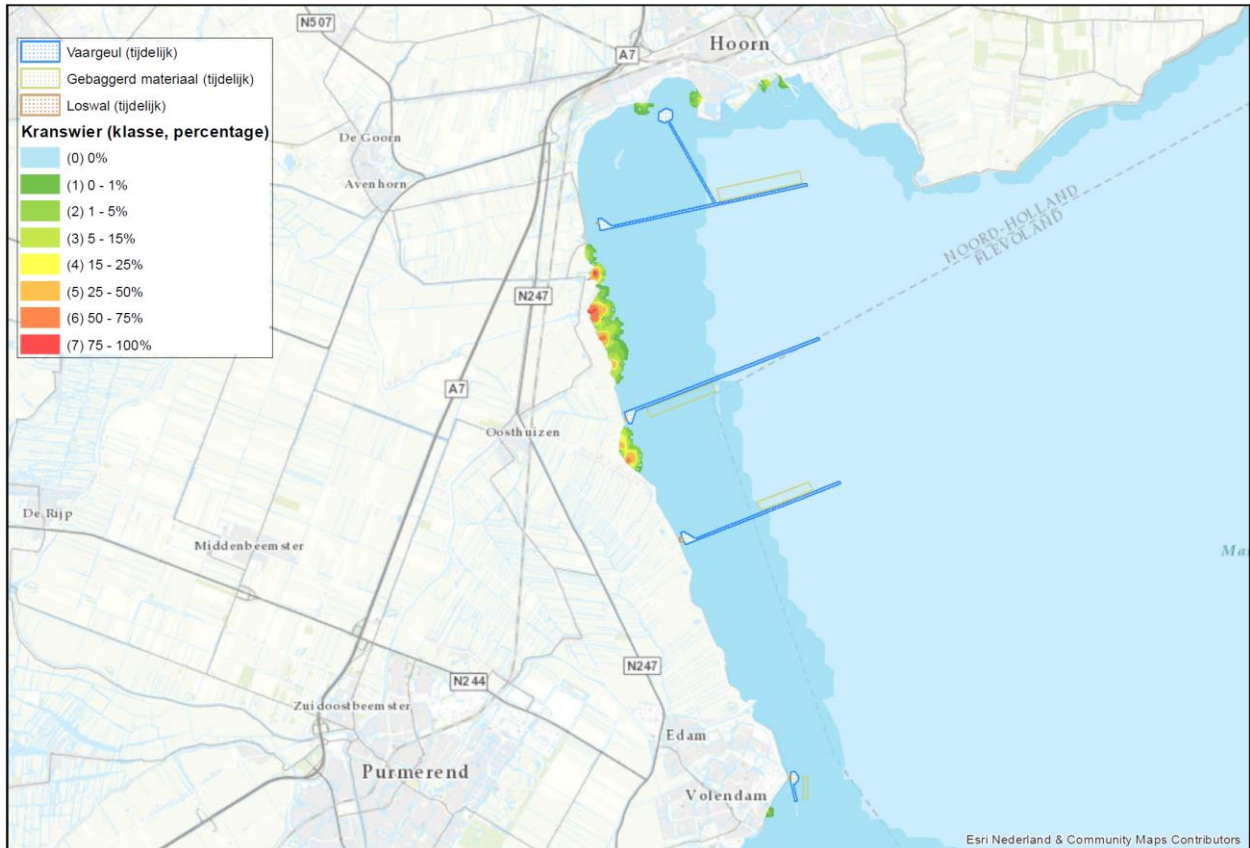 N507
Vaargeul (tijdelijk)
Gebaggerd materiaal (tijdelijk)
Loswal (tijdelijk)
Kranswier (klasse, percentage)
(0) 0%
(1) 0 - 1%
(2) 1 - 5%
(3) 5 - 15%
(4) 15 - 25%
(5) 25 - 50%
(6) 50 - 75%
(7) 75 - 100%
A7
Hoorn
De Goorn
Avenhorn
NOORD-HOLLAND
FLEVOLAND
N247
A7
Oosthuizen
De Rijp
Middenbeemster
Ma
N247
N244
Zuidoostbeemster
Edam
Purmerend
Volendam
Esri Nederland & Community Maps Contributors